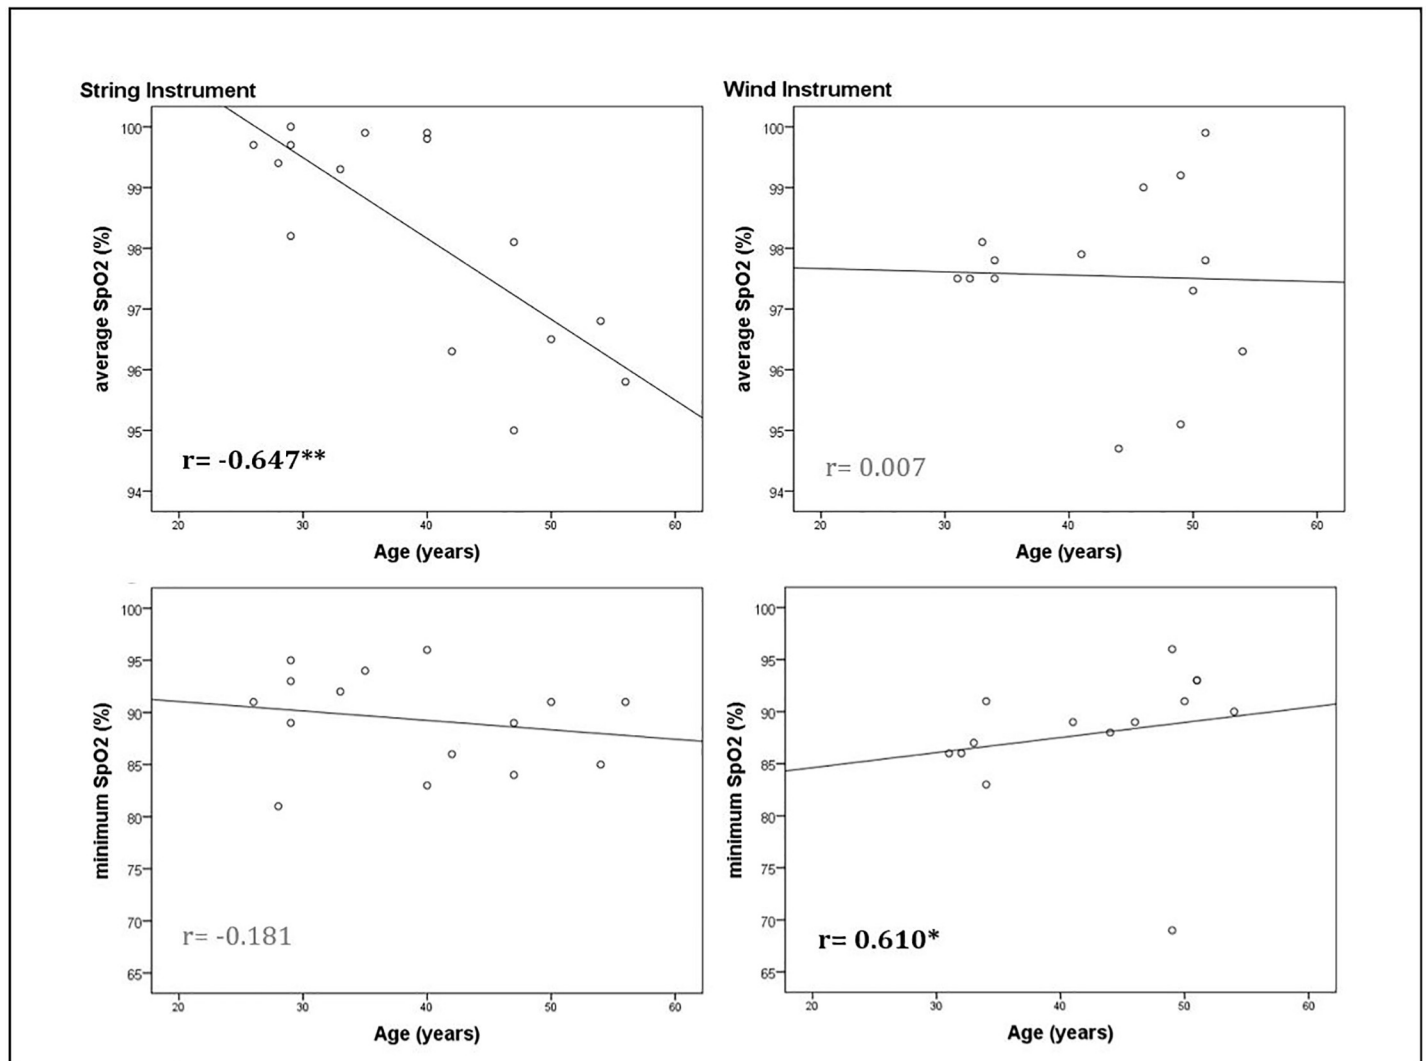 String Instrument
100
99
98
97
96
95
94
average SpO2 (%)
r= -0.647**
20 30 40 50 60
Age (years)
Wind Instrument
100
99
98
97
96
95
94
average SpO2 (%)
r= 0.007
20 30 40 50 60
Age (years)
100
95
90
85
80
75
70
65
minimum SpO2 (%)
r= -0.181
20 30 40 50 60
Age (years)
100
95
90
85
80
75
70
65
minimum SpO2 (%)
r= 0.610*
20 30 40 50 60
Age (years)